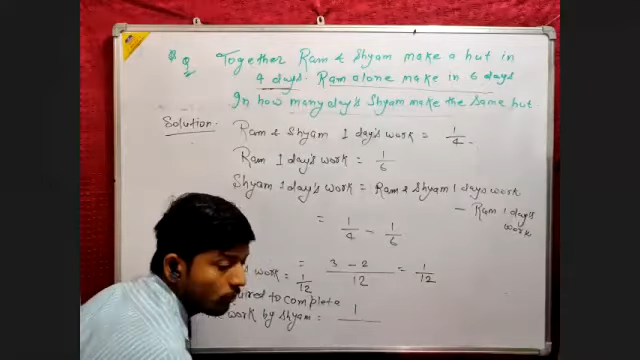 Q Together Ram & Shyam make a hut in
4 days. Ram alone make in 6 days
In how many day's Shyam make the same hut
Solution. Ram & Shyam 1 day's work = 1/4.
Ram 1 day's work = 1/6
Shyam 1 day's work = Ram & Shyam 1 days work
- Ram 1 day's
work
= 1/4 - 1/6
= 3 - 2 / 12 = 1/12
work = 1/12
to complete
work by Shyam = 1